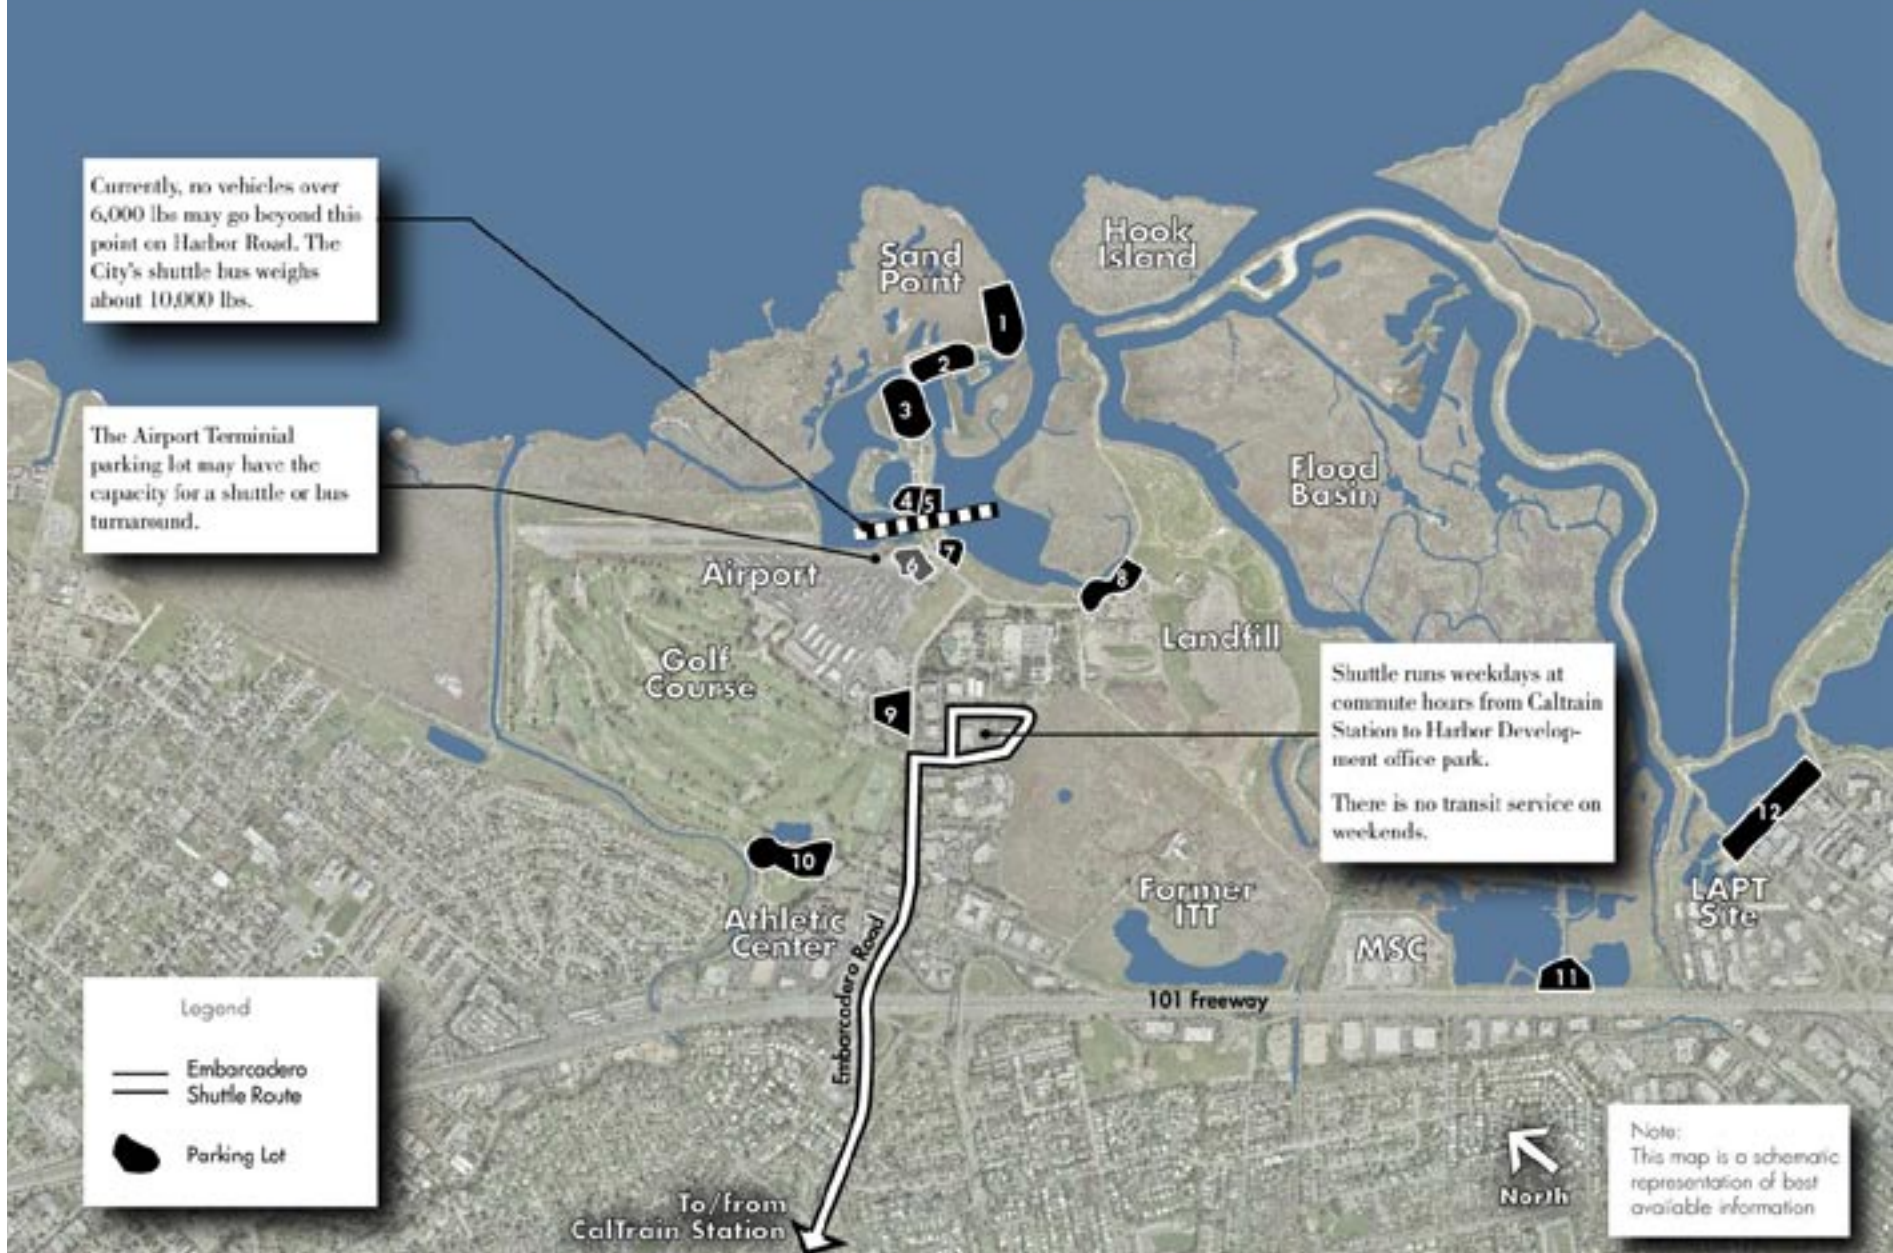 Currently, no vehicles over
6,000 lbs may go beyond this
point on Harbor Road. The
City's shuttle bus weighs
about 10,000 lbs.
The Airport Terminial
parking lot may have the
capacity for a shuttle or bus
turnaround.
Sand
Point
Hook
Island
1
2
3
4
5
6
7
8
Flood
Basin
Airport
Landfill
Golf
Course
9
Shuttle runs weekdays at
commute hours from Caltrain
Station to Harbor Develop-
ment office park.
There is no transit service on
weekends.
10
12
Athletic
Center
Former
ITT
MSC
LAPT
Site
11
Embarcadero Road
101 Freeway
Legend
Embarcadero
Shuttle Route
Parking Lot
To/from
CalTrain Station
North
Note:
This map is a schematic
representation of best
available information